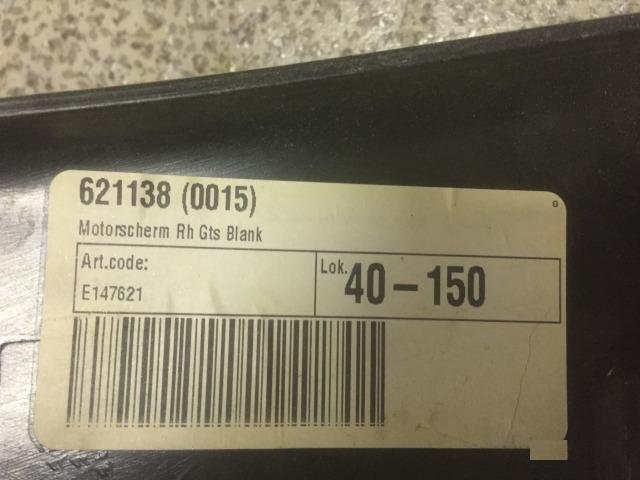 621138 (0015)
Motorscherm Rh Gts Blank
Art.code:
E147621
Lok. 40-150